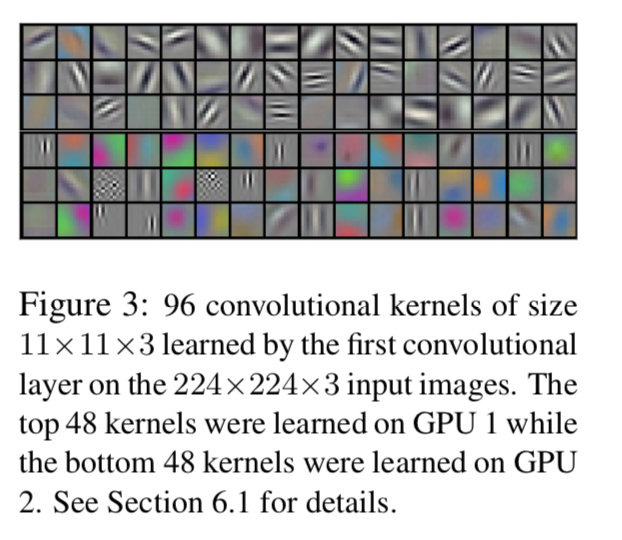 Figure 3: 96 convolutional kernels of size
11×11×3 learned by the first convolutional
layer on the 224×224×3 input images. The
top 48 kernels were learned on GPU 1 while
the bottom 48 kernels were learned on GPU
2. See Section 6.1 for details.